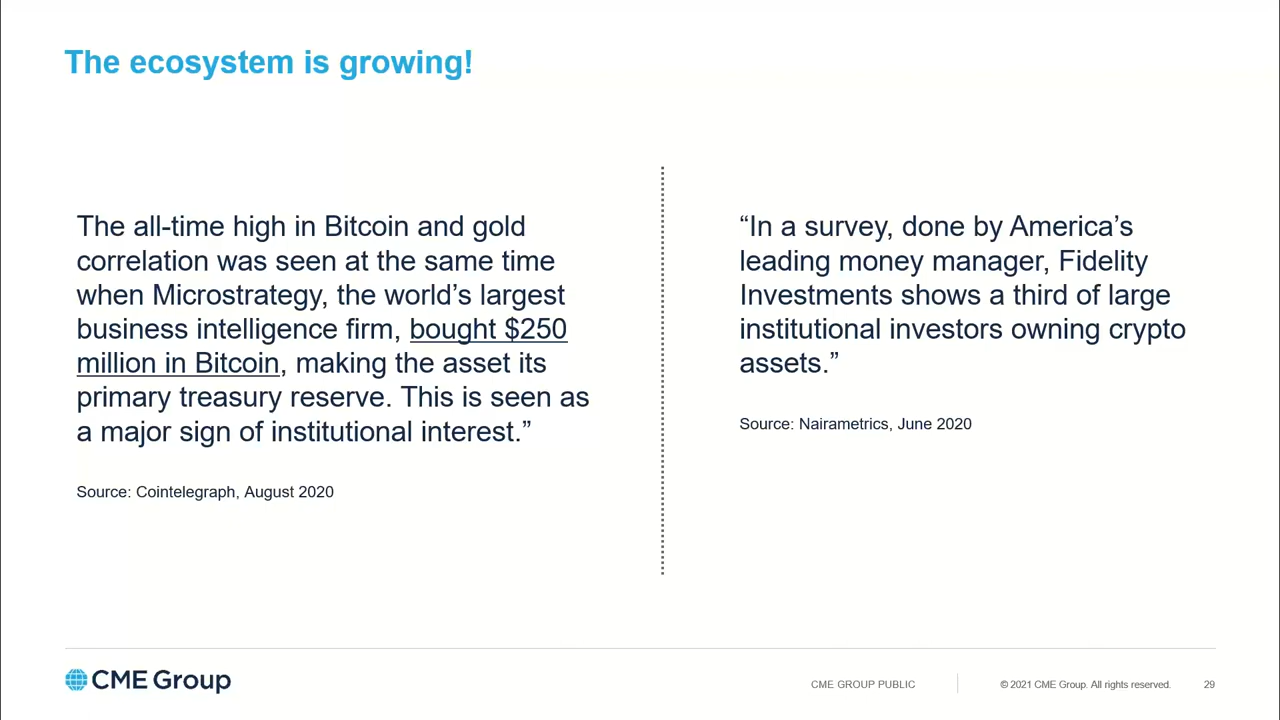 The ecosystem is growing!
The all-time high in Bitcoin and gold
correlation was seen at the same time
when Microstrategy, the world’s largest
business intelligence firm, bought $250
million in Bitcoin, making the asset its
primary treasury reserve. This is seen as
a major sign of institutional interest.”
Source: Cointelegraph, August 2020
“In a survey, done by America’s
leading money manager, Fidelity
Investments shows a third of large
institutional investors owning crypto
assets.”
Source: Nairametrics, June 2020
CME Group
CME GROUP PUBLIC
© 2021 CME Group. All rights reserved.
29